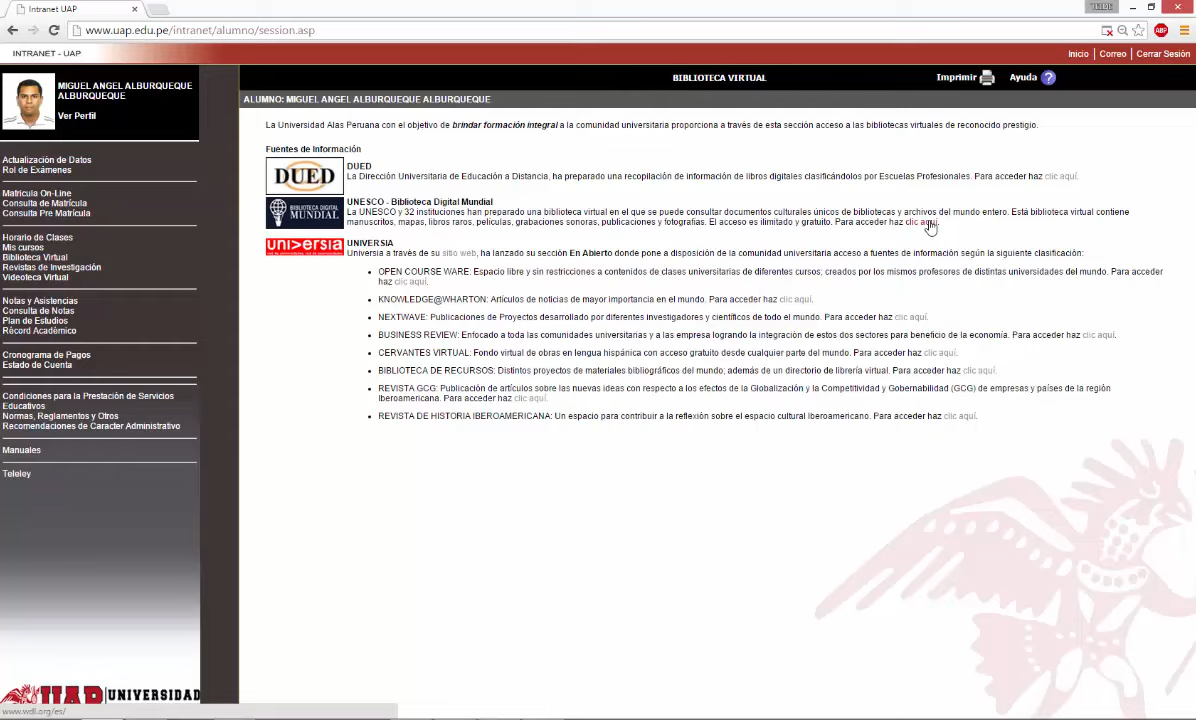 Intranet UAP
www.uap.edu.pe/intranet/alumno/session.asp
INTRANET - UAP
Inicio | Correo | Cerrar Sesión
MIGUEL ANGEL ALBURQUEQUE
ALBURQUEQUE
Ver Perfil
BIBLIOTECA VIRTUAL
Imprimir
Ayuda ?
ALUMNO: MIGUEL ANGEL ALBURQUEQUE ALBURQUEQUE
Actualización de Datos
Rol de Exámenes
Matricula On-Line
Consulta de Matrícula
Consulta Pre Matrícula
Horario de Clases
Mis cursos
Biblioteca Virtual
Revistas de Investigación
Videoteca Virtual
Notas y Asistencias
Consulta de Notas
Plan de Estudios
Récord Académico
Cronograma de Pagos
Estado de Cuenta
Condiciones para la Prestación de Servicios
Educativos
Normas, Reglamentos y Otros
Recomendaciones de Caracter Administrativo
Manuales
Teleley
UAP UNIVERSIDAD
www.wdl.org/es/
La Universidad Alas Peruana con el objetivo de brindar formación integral a la comunidad universitaria proporciona a través de esta sección acceso a las bibliotecas virtuales de reconocido prestigio.
Fuentes de Información
DUED
DUED
La Dirección Universitaria de Educación a Distancia, ha preparado una recopilación de información de libros digitales clasificándolos por Escuelas Profesionales. Para acceder haz clic aquí.
BIBLIOTECA DIGITAL
MUNDIAL
UNESCO - Biblioteca Digital Mundial
La UNESCO y 32 instituciones han preparado una biblioteca virtual en el que se puede consultar documentos culturales únicos de bibliotecas y archivos del mundo entero. Está biblioteca virtual contiene
manuscritos, mapas, libros raros, películas, grabaciones sonoras, publicaciones y fotografías. El acceso es ilimitado y gratuito. Para acceder haz clic aquí.
universia
UNIVERSIA
Universia a través de su sitio web, ha lanzado su sección En Abierto donde pone a disposición de la comunidad universitaria acceso a fuentes de información según la siguiente clasificación:
• OPEN COURSE WARE: Espacio libre y sin restricciones a contenidos de clases universitarias de diferentes cursos; creados por los mismos profesores de distintas universidades del mundo. Para acceder
haz clic aquí.
• KNOWLEDGE@WHARTON: Artículos de noticias de mayor importancia en el mundo. Para acceder haz clic aquí.
• NEXTWAVE: Publicaciones de Proyectos desarrollado por diferentes investigadores y científicos de todo el mundo. Para acceder haz clic aquí.
• BUSINESS REVIEW: Enfocado a toda las comunidades universitarias y a las empresa logrando la integración de estos dos sectores para beneficio de la economía. Para acceder haz clic aquí.
• CERVANTES VIRTUAL: Fondo virtual de obras en lengua hispánica con acceso gratuito desde cualquier parte del mundo. Para acceder haz clic aquí.
• BIBLIOTECA DE RECURSOS: Distintos proyectos de materiales bibliográficos del mundo; además de un directorio de librería virtual. Para acceder haz clic aquí.
• REVISTA GCG: Publicación de artículos sobre las nuevas ideas con respecto a los efectos de la Globalización y la Competitividad y Gobernabilidad (GCG) de empresas y países de la región
Iberoamericana. Para acceder haz clic aquí.
• REVISTA DE HISTORIA IBEROAMERICANA: Un espacio para contribuir a la reflexión sobre el espacio cultural Iberoamericano. Para acceder haz clic aquí.